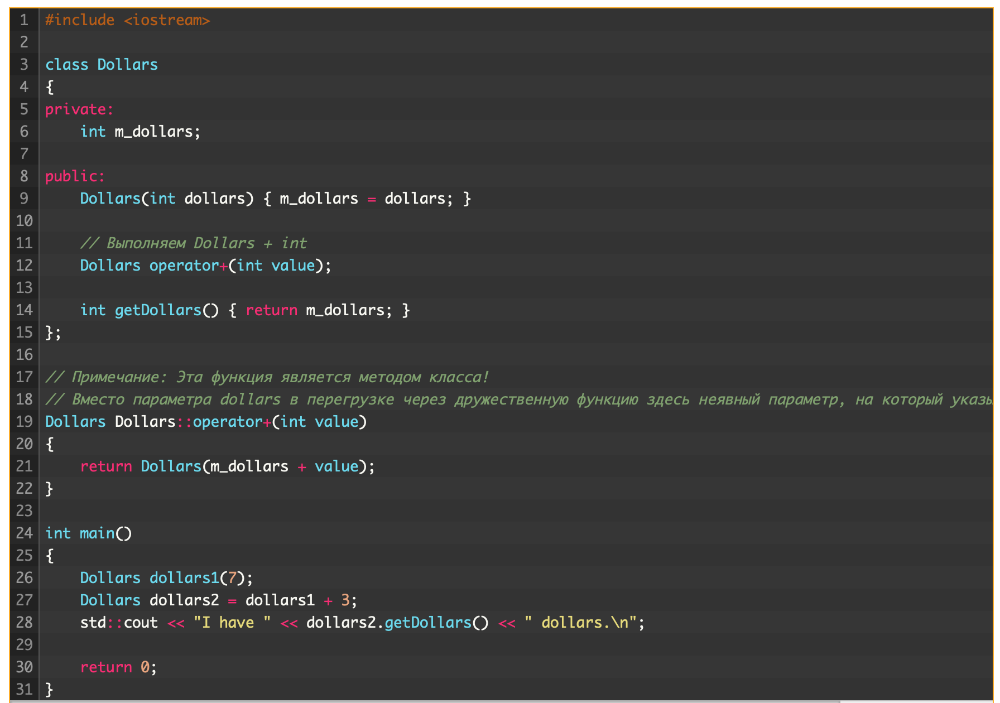 1 #include <iostream>
2
3 class Dollars
4 {
5 private:
6     int m_dollars;
7
8 public:
9     Dollars(int dollars) { m_dollars = dollars; }
10
11     // Выполняем Dollars + int
12     Dollars operator+(int value);
13
14     int getDollars() { return m_dollars; }
15 };
16
17 // Примечание: Эта функция является методом класса!
18 // Вместо параметра dollars в перегрузке через дружественную функцию здесь неявный параметр, на который
19 Dollars Dollars::operator+(int value)
20 {
21     return Dollars(m_dollars + value);
22 }
23
24 int main()
25 {
26     Dollars dollars1(7);
27     Dollars dollars2 = dollars1 + 3;
28     std::cout << "I have " << dollars2.getDollars() << " dollars.\n";
29
30     return 0;
31 }